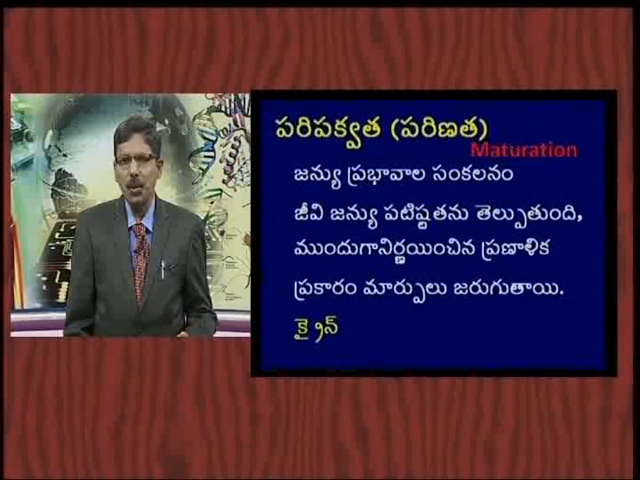 పరిపక్వత (పరిణత)
Maturation
జన్యు ప్రభావాల సంకలనం
జీవి జన్యు పటిష్టతను తెల్పుతుంది,
ముందుగానిర్ణయించిన ప్రణాళిక
ప్రకారం మార్పులు జరుగుతాయి.
క్రైన్